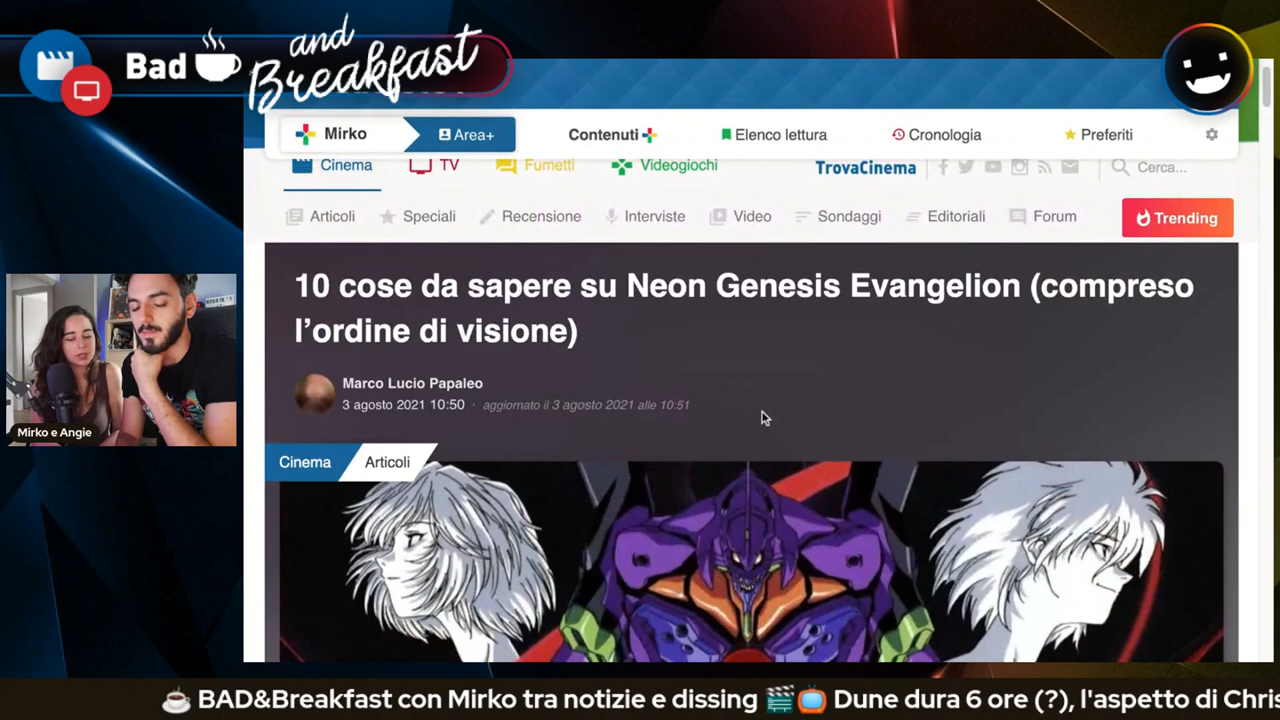 Bad and Breakfast
Mirko Area+ Contenuti Elenco lettura Cronologia Preferiti
Cinema TV Fumetti Videogiochi TrovaCinema Cerca...
Articoli Speciali Recensione Interviste Video Sondaggi Editoriali Forum Trending
10 cose da sapere su Neon Genesis Evangelion (compreso
l’ordine di visione)
Marco Lucio Papaleo
3 agosto 2021 10:50 · aggiornato il 3 agosto 2021 alle 10:51
Mirko e Angie
Cinema Articoli
BAD&Breakfast con Mirko tra notizie e dissing Dune dura 6 ore (?), l'aspetto di Chris